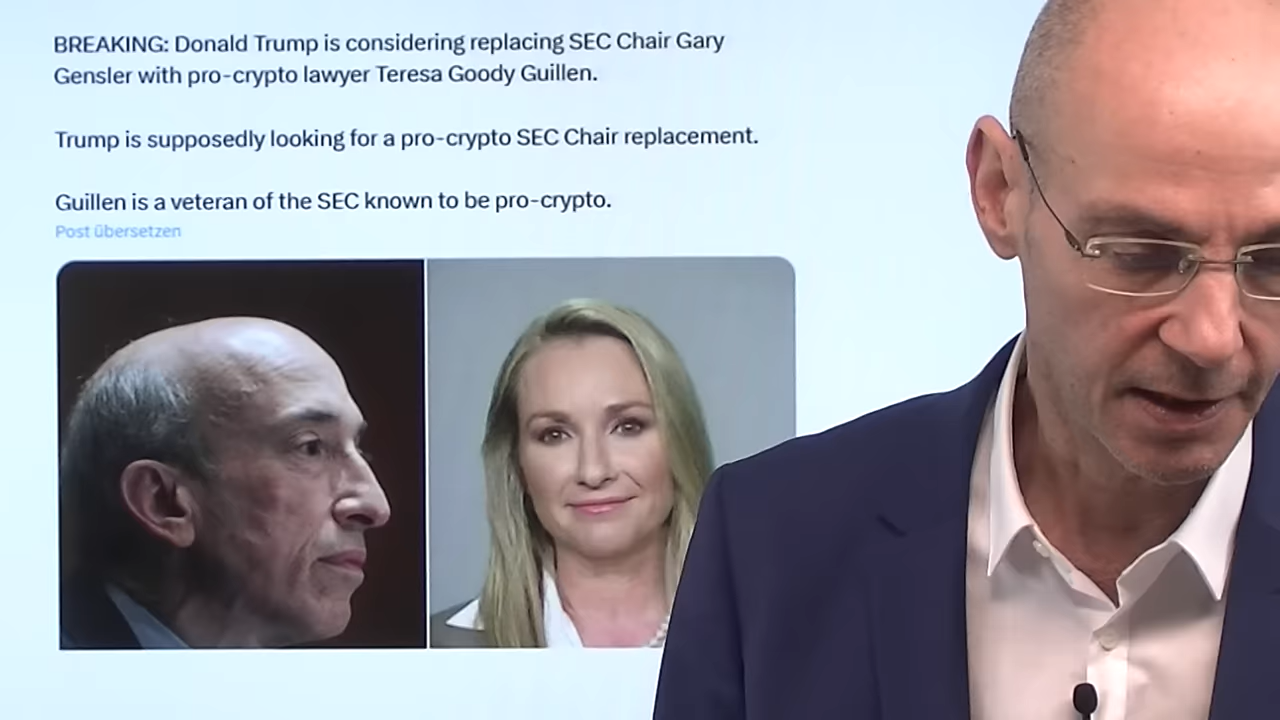 BREAKING: Donald Trump is considering replacing SEC Chair Gary
Gensler with pro-crypto lawyer Teresa Goody Guillen.
Trump is supposedly looking for a pro-crypto SEC Chair replacement.
Guillen is a veteran of the SEC known to be pro-crypto.
Post übersetzen